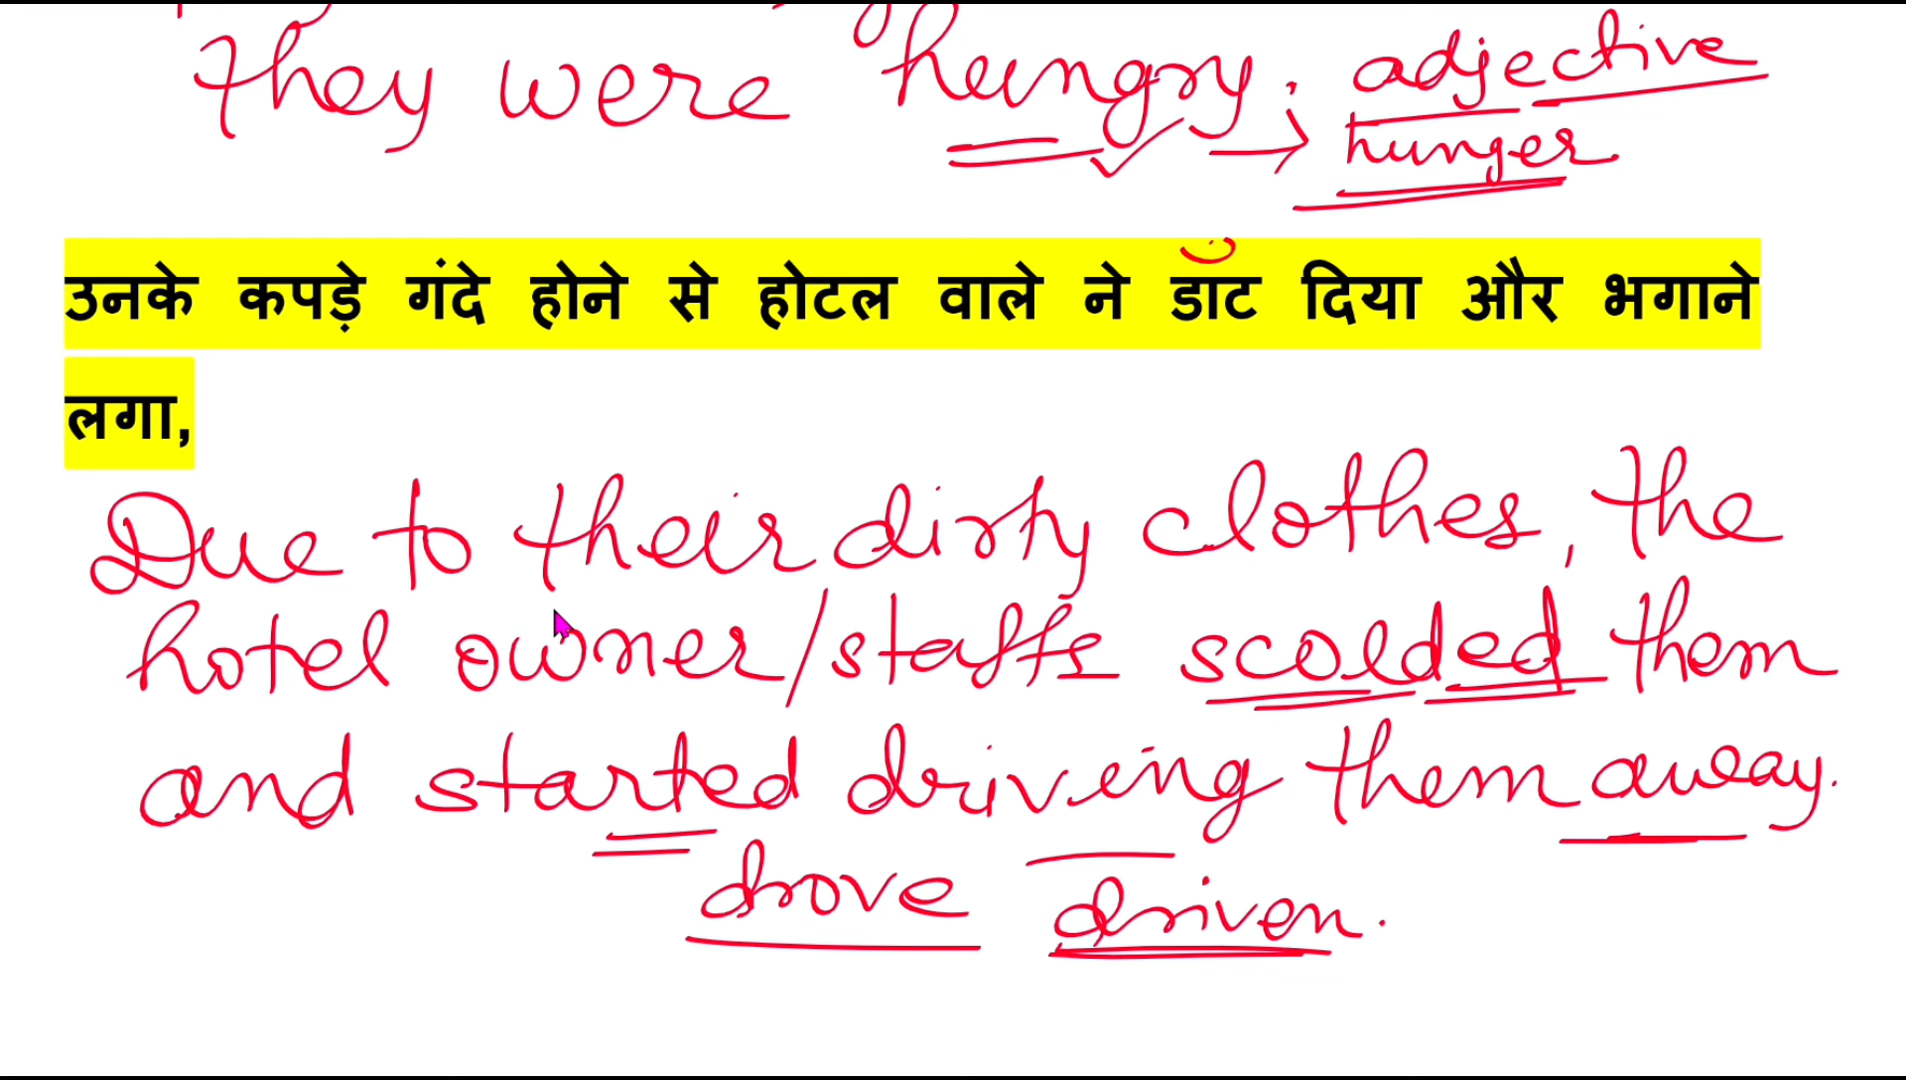 They were hungry. adjective
→ hunger
उनके कपड़े गंदे होने से होटल वाले ने डाँट दिया और भगाने
लगा,
Due to their dirty clothes, the
hotel owner/staffs scolded them
and started driving them away.
drove driven.